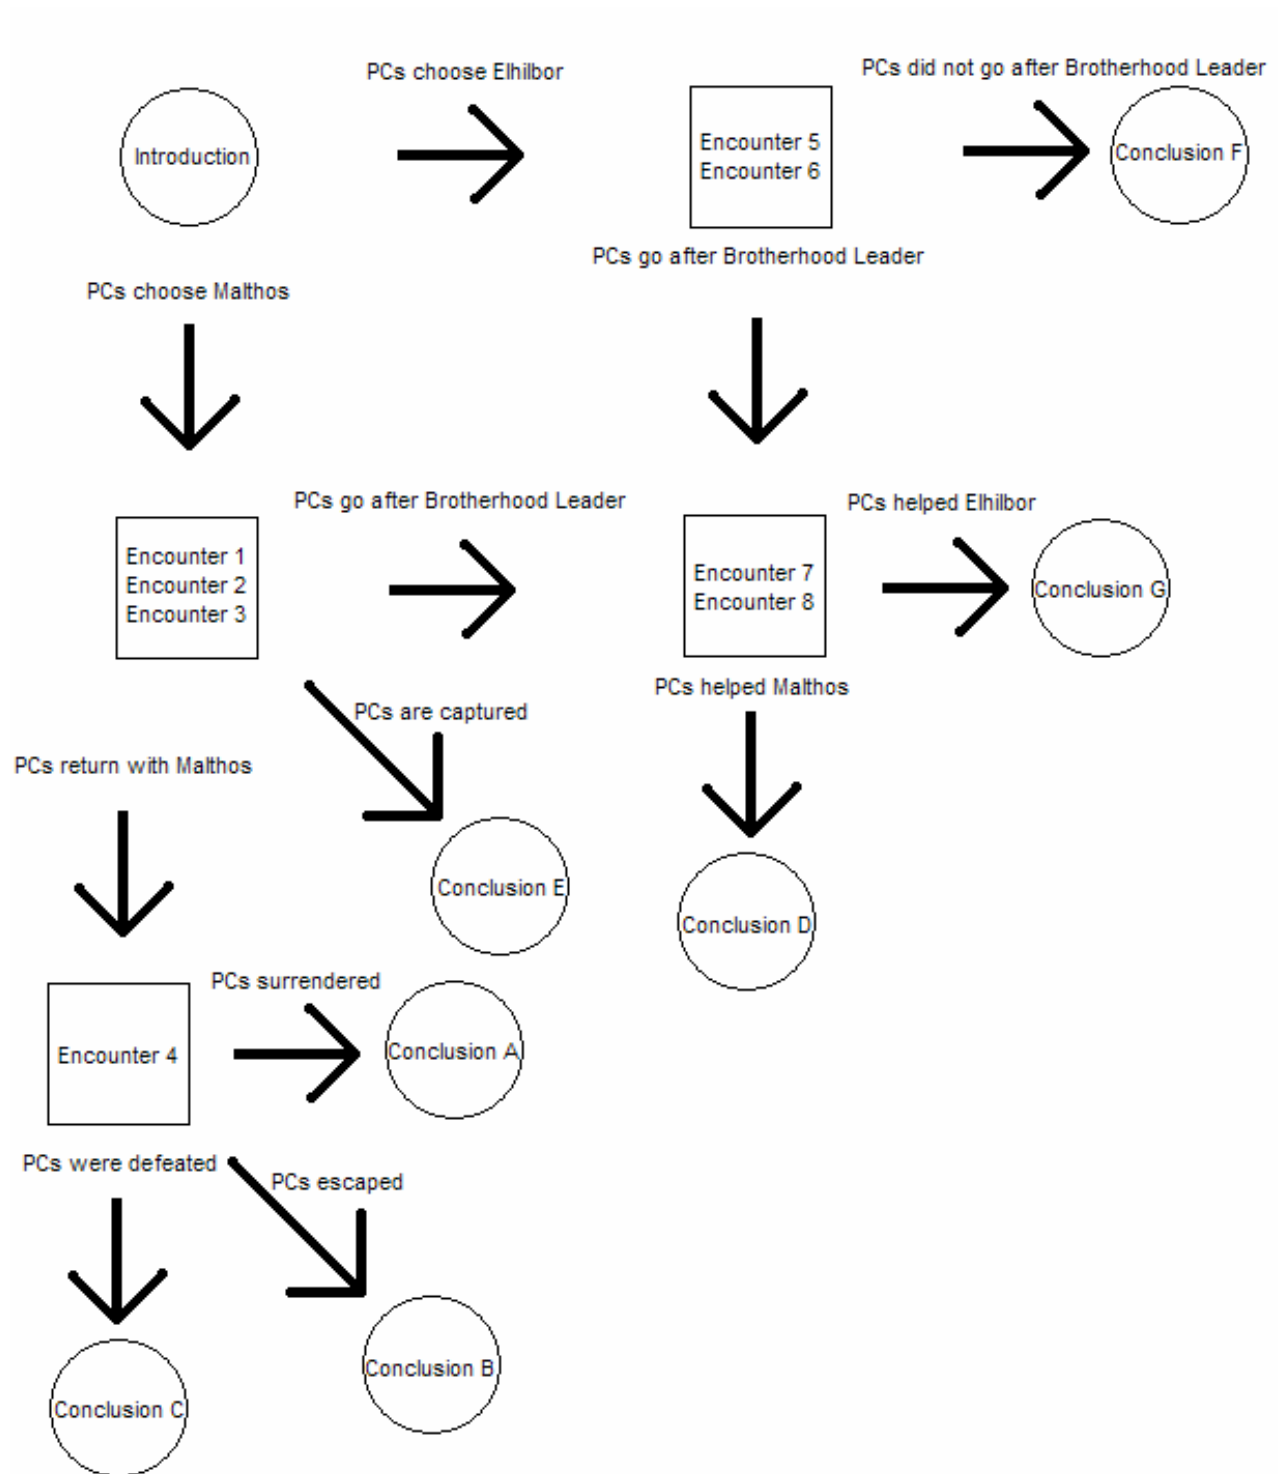 PCs choose Elhilbor
PCs did not go after Brotherhood Leader
Introduction
Encounter 5
Encounter 6
Conclusion F
PCs go after Brotherhood Leader
PCs choose Malthos
PCs go after Brotherhood Leader
PCs helped Elhilbor
Encounter 1
Encounter 2
Encounter 3
Encounter 7
Encounter 8
Conclusion G
PCs helped Malthos
PCs are captured
PCs return with Malthos
Conclusion E
Conclusion D
PCs surrendered
Encounter 4
Conclusion A
PCs were defeated
PCs escaped
Conclusion B
Conclusion C